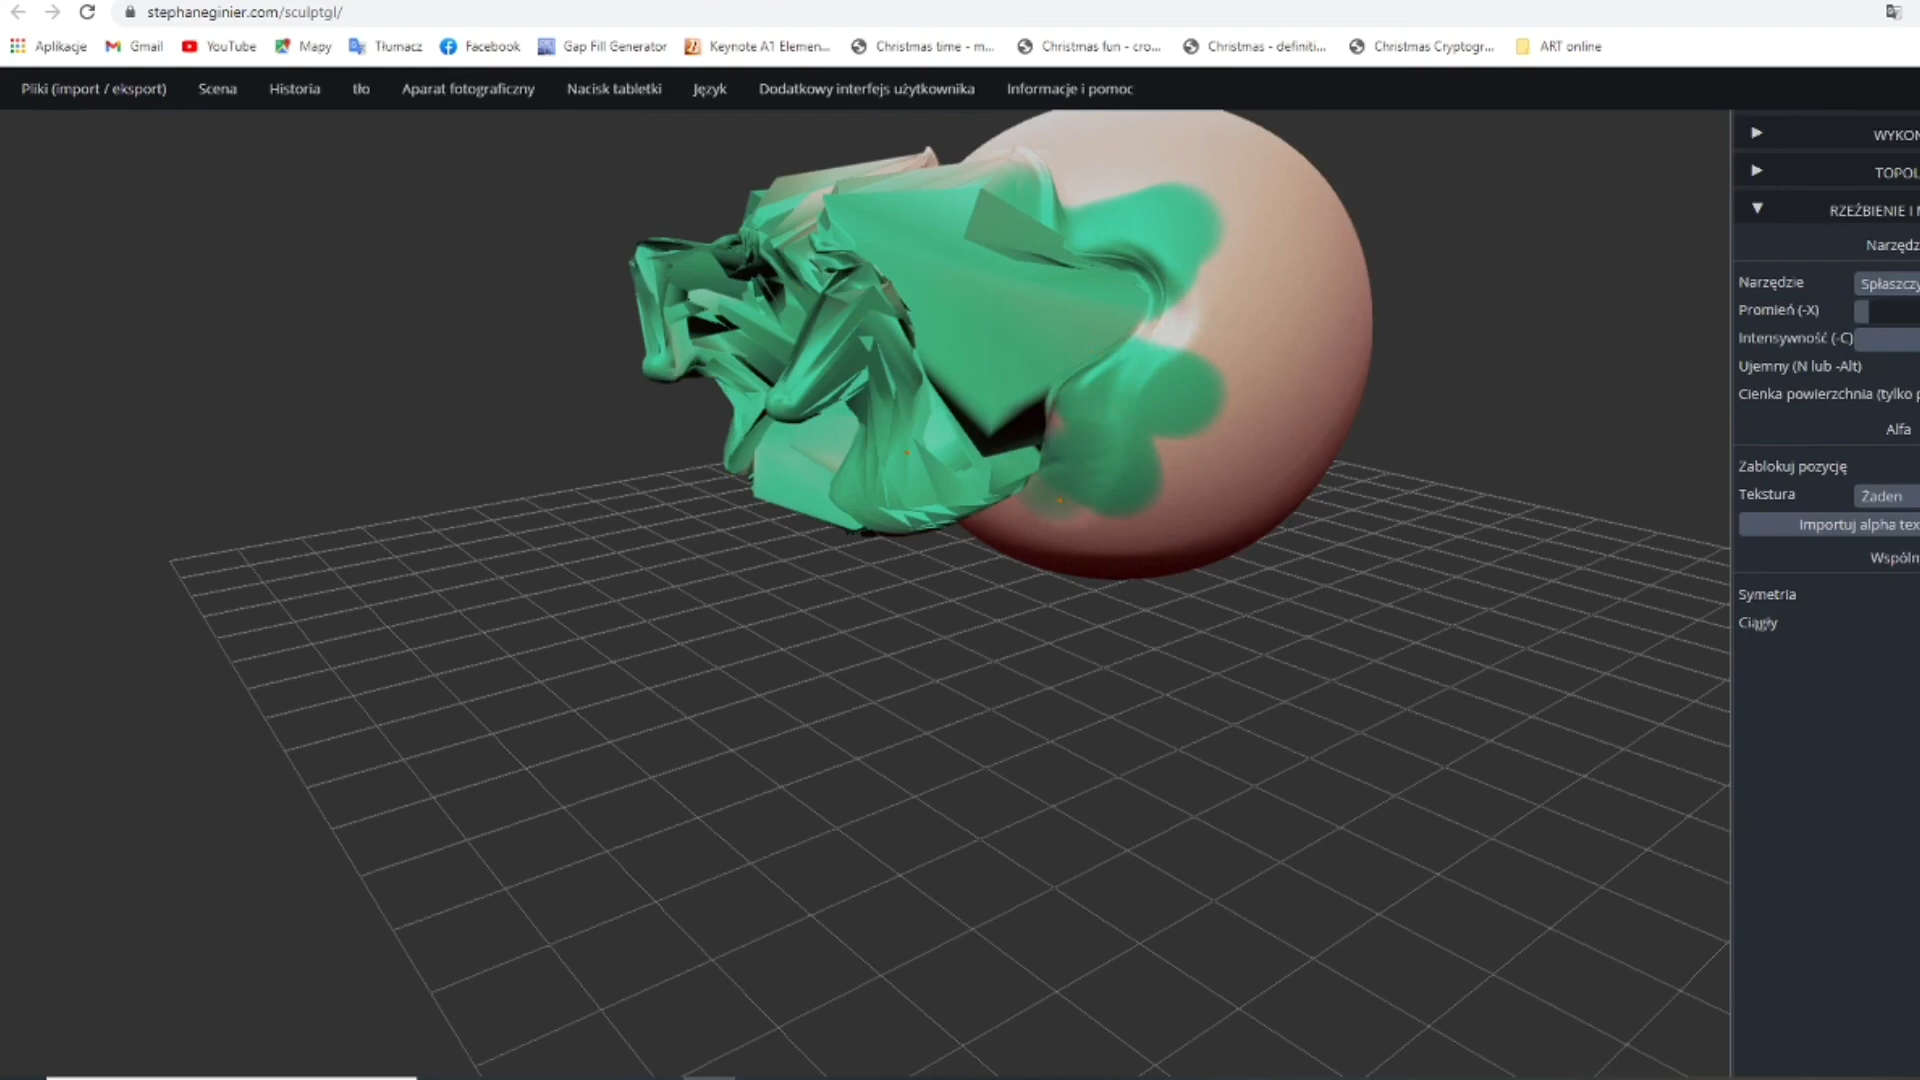 stephaneginier.com/sculptgl/
Aplikacje Gmail YouTube Mapy Tłumacz Facebook Gap Fill Generator Keynote A1 Elemen... Christmas time - m... Christmas fun - cro... Christmas - definiti... Christmas Cryptogr... ART online
Pliki (import / eksport) Scena Historia tło Aparat fotograficzny Nacisk tabletki Język Dodatkowy interfejs użytkownika Informacje i pomoc
WYKON
TOPOL
RZEŹBIENIE I
Narzędz
Narzędzie Spłaszczy
Promień (-X)
Intensywność (-C)
Ujemny (N lub -Alt)
Cienka powierzchnia (tylko p
Alfa
Zablokuj pozycję
Tekstura Żaden
Importuj alpha tex
Wspóln
Symetria
Ciągły